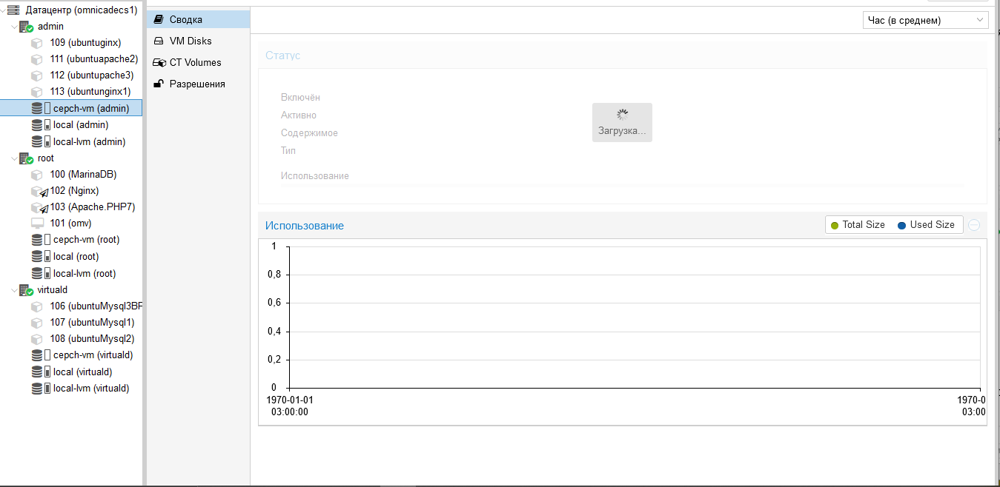 Датацентр (omnicadecs1)
admin
109 (ubuntuginx)
111 (ubuntuapache2)
112 (ubuntupache3)
113 (ubuntunginx1)
cepch-vm (admin)
local (admin)
local-lvm (admin)
root
100 (MarinaDB)
102 (Nginx)
103 (Apache.PHP7)
101 (omv)
cepch-vm (root)
local (root)
local-lvm (root)
virtuald
106 (ubuntuMysql3BF
107 (ubuntuMysql1)
108 (ubuntuMysql2)
cepch-vm (virtuald)
local (virtuald)
local-lvm (virtuald)
Сводка
VM Disks
CT Volumes
Разрешения
Час (в среднем)
Статус
Включён
Активно
Содержимое
Тип
Использование
Загрузка...
Использование
Total Size
Used Size
1
0,8
0,6
0,4
0,2
0
1970-01-01
03:00:00
1970-0
03:00